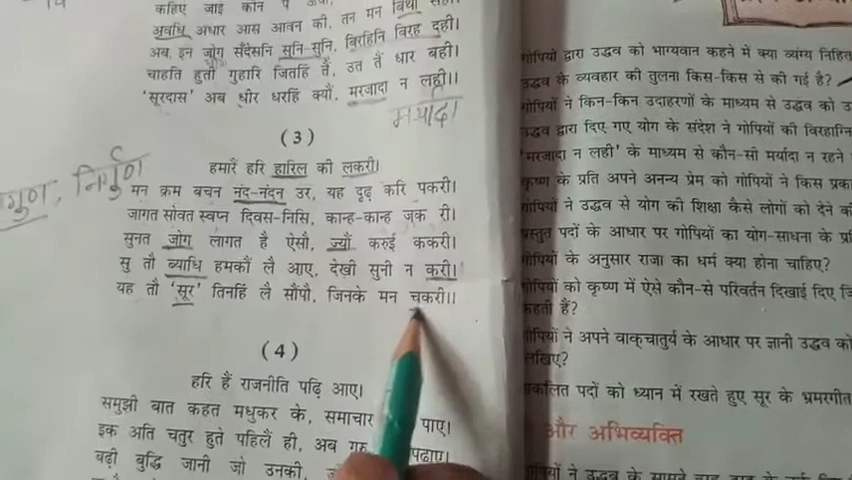 कहिए जाइ कौन
अवधि अधार आस आवन की, तन मन बिथा सही।
अब इन जोग सँदेसनि सुनि-सुनि, बिरहिनि बिरह दही।
चाहति हुतीं गुहारि जितहिं तैं, उत तैं धार बही।
'सूरदास' अब धीर धरहिं क्यौं, मरजादा न लही।।
मर्यादा
(3)
हमारैं हरि हारिल की लकरी।
निर्गुण
मन क्रम बचन नंद-नंदन उर, यह दृढ़ करि पकरी।
जागत सोवत स्वप्न दिवस-निसि, कान्ह-कान्ह जक री।
सुनत जोग लागत है ऐसौ, ज्यौं करुई ककरी।
सु तौ ब्याधि हमकौं लै आए, देखी सुनी न करी।
यह तौ 'सूर' तिनहिं लै सौंपौ, जिनके मन चकरी।।
(4)
हरि हैं राजनीति पढ़ि आए।
समुझी बात कहत मधुकर के, समाचार पाए।
इक अति चतुर हुते पहिलैं ही, अब पढ़ाए।
बढ़ी बुद्धि जानी जो उनकी,
गोपियों द्वारा उद्धव को भाग्यवान कहने में क्या व्यंग्य निहित
उद्धव के व्यवहार की तुलना किस-किस से की गई है?
गोपियों ने किन-किन उदाहरणों के माध्यम से उद्धव को
उद्धव द्वारा दिए गए योग के संदेश ने गोपियों की विरहाग्नि
'मरजादा न लही' के माध्यम से कौन-सी मर्यादा न रहने
कृष्ण के प्रति अपने अनन्य प्रेम को गोपियों ने किस
गोपियों ने उद्धव से योग की शिक्षा कैसे लोगों को देने की
प्रस्तुत पदों के आधार पर गोपियों का योग-साधना के
गोपियों के अनुसार राजा का धर्म क्या होना चाहिए?
गोपियों को कृष्ण में ऐसे कौन-से परिवर्तन दिखाई दिए
कहती हैं?
गोपियों ने अपने वाक्चातुर्य के आधार पर ज्ञानी उद्धव को
लिखिए?
संकलित पदों को ध्यान में रखते हुए सूर के भ्रमरगीत
और अभिव्यक्ति
गोपियों ने उद्धव के सामने